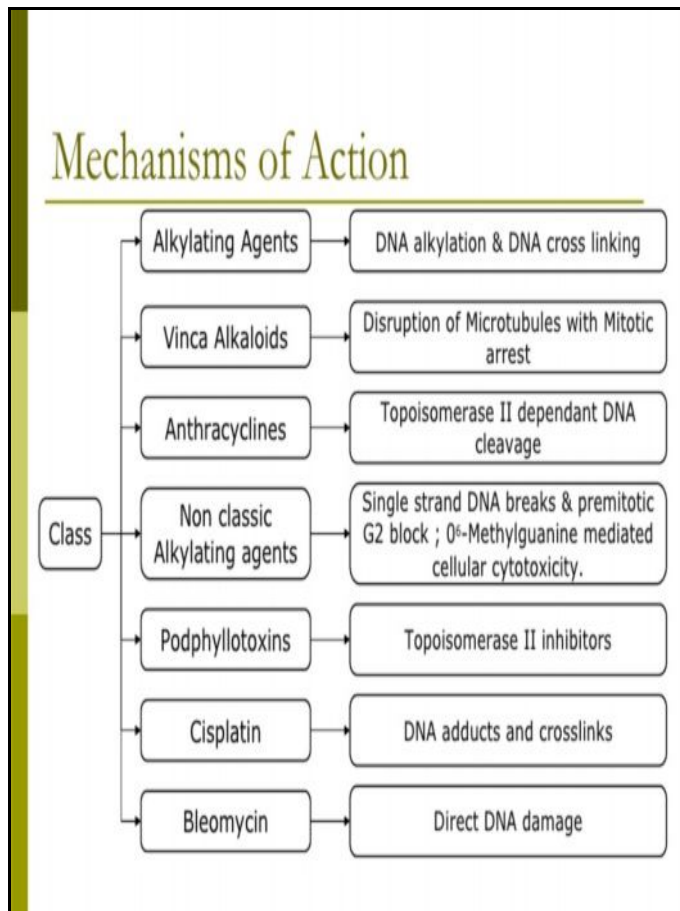 Mechanisms of Action
Alkylating Agents
DNA alkylation & DNA cross linking
Vinca Alkaloids
Disruption of Microtubules with Mitotic
arrest
Anthracyclines
Topoisomerase II dependant DNA
cleavage
Class
Non classic
Alkylating agents
Single strand DNA breaks & premitotic
G2 block ; 0⁶-Methylguanine mediated
cellular cytotoxicity.
Podphyllotoxins
Topoisomerase II inhibitors
Cisplatin
DNA adducts and crosslinks
Bleomycin
Direct DNA damage